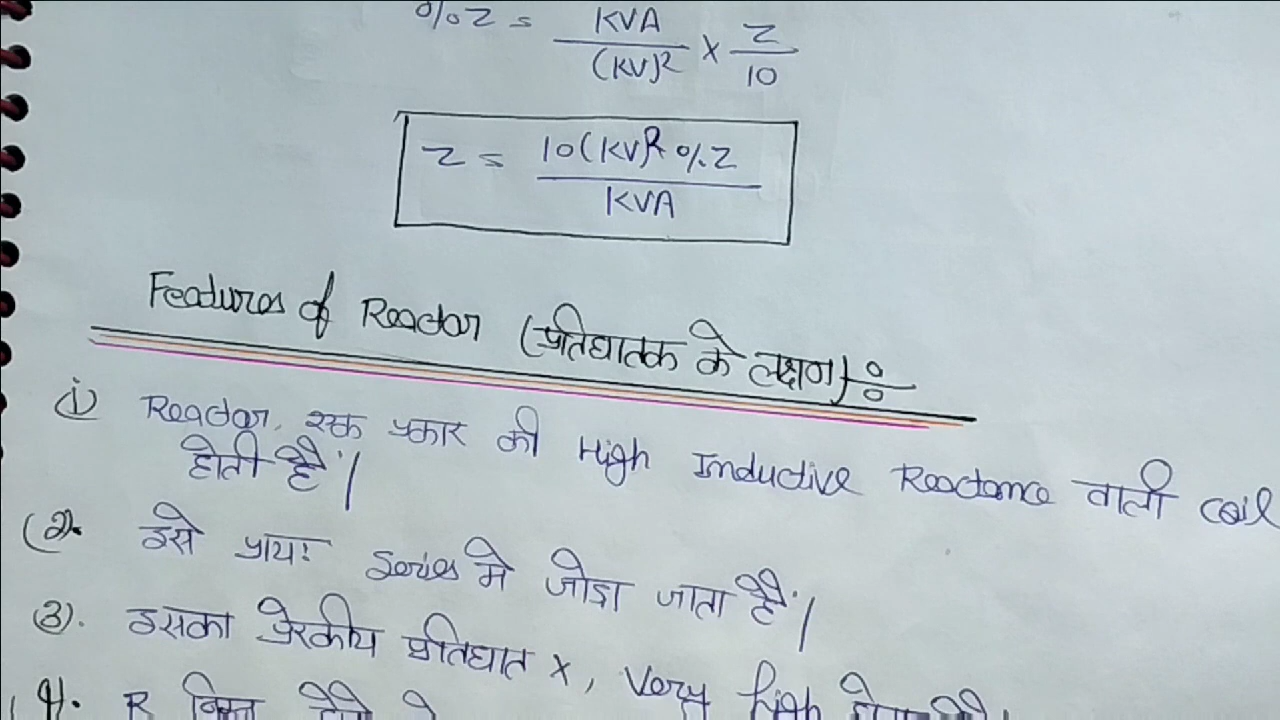 %Z = KVA/(KV)² × Z/10
Z = 10(KV)² %Z/KVA
Features of Reactor (प्रतिघातक के लक्षण) ÷
(i) Reactor, एक प्रकार की High Inductive Reactance वाली coil
होती है।
(2). इसे प्रायः Series में जोड़ा जाता है।
(3). इसका प्रेरकीय प्रतिघात X, Very high
4). R निम्न होने से